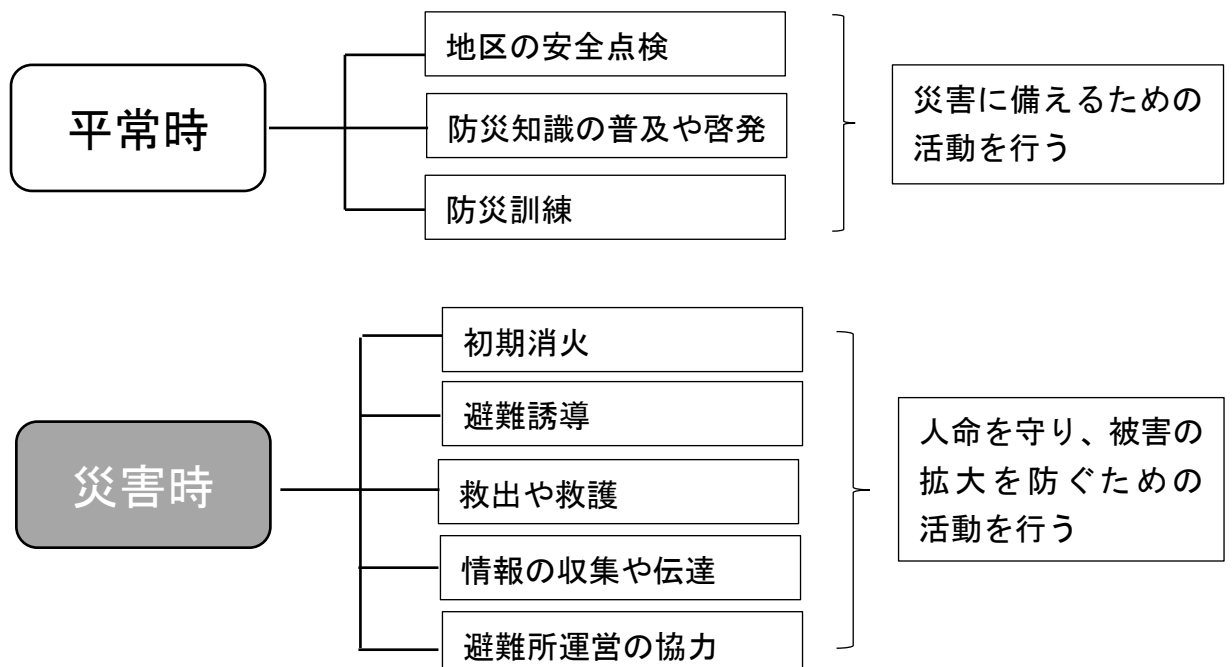 平常時
地区の安全点検
防災知識の普及や啓発
防災訓練
災害に備えるための
活動を行う
災害時
初期消火
避難誘導
救出や救護
情報の収集や伝達
避難所運営の協力
人命を守り、被害の
拡大を防ぐための
活動を行う